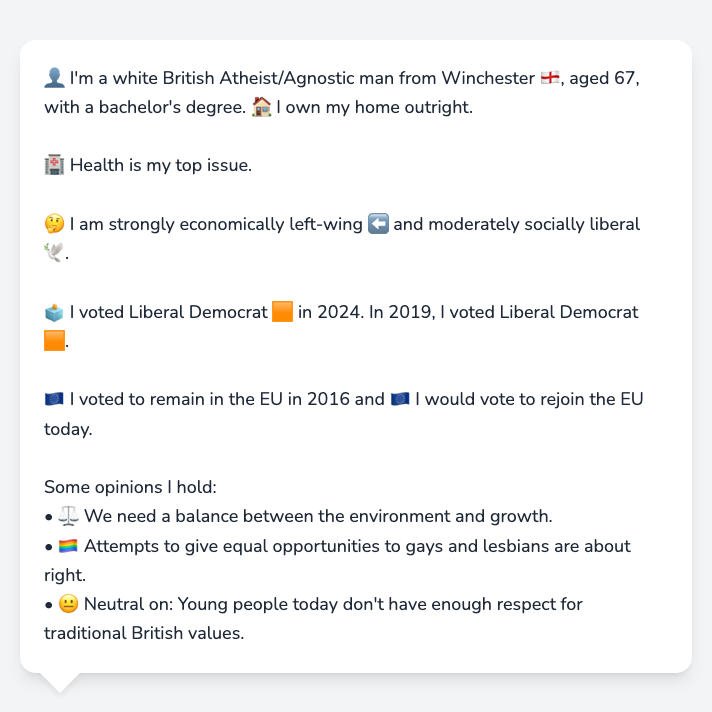 👤 I'm a white British Atheist/Agnostic man from Winchester 🏴󠁧󠁢󠁥󠁮󠁧󠁿, aged 67,
with a bachelor's degree. 🏠 I own my home outright.
🏥 Health is my top issue.
🤔 I am strongly economically left-wing ⬅️ and moderately socially liberal
🕊️.
🗳️ I voted Liberal Democrat 🟧 in 2024. In 2019, I voted Liberal Democrat
🟧.
🇪🇺 I voted to remain in the EU in 2016 and 🇪🇺 I would vote to rejoin the EU
today.
Some opinions I hold:
• ⚖️ We need a balance between the environment and growth.
• 🏳️‍🌈 Attempts to give equal opportunities to gays and lesbians are about
right.
• 😐 Neutral on: Young people today don't have enough respect for
traditional British values.